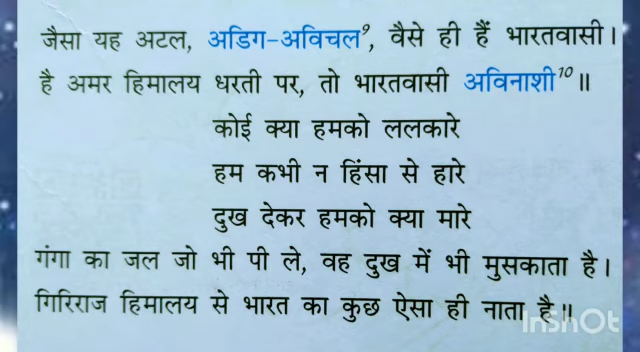 जैसा यह अटल, अडिग-अविचल⁹, वैसे ही हैं भारतवासी।
है अमर हिमालय धरती पर, तो भारतवासी अविनाशी¹⁰॥
कोई क्या हमको ललकारे
हम कभी न हिंसा से हारे
दुख देकर हमको क्या मारे
गंगा का जल जो भी पी ले, वह दुख में भी मुसकाता है।
गिरिराज हिमालय से भारत का कुछ ऐसा ही नाता है॥
InShOt